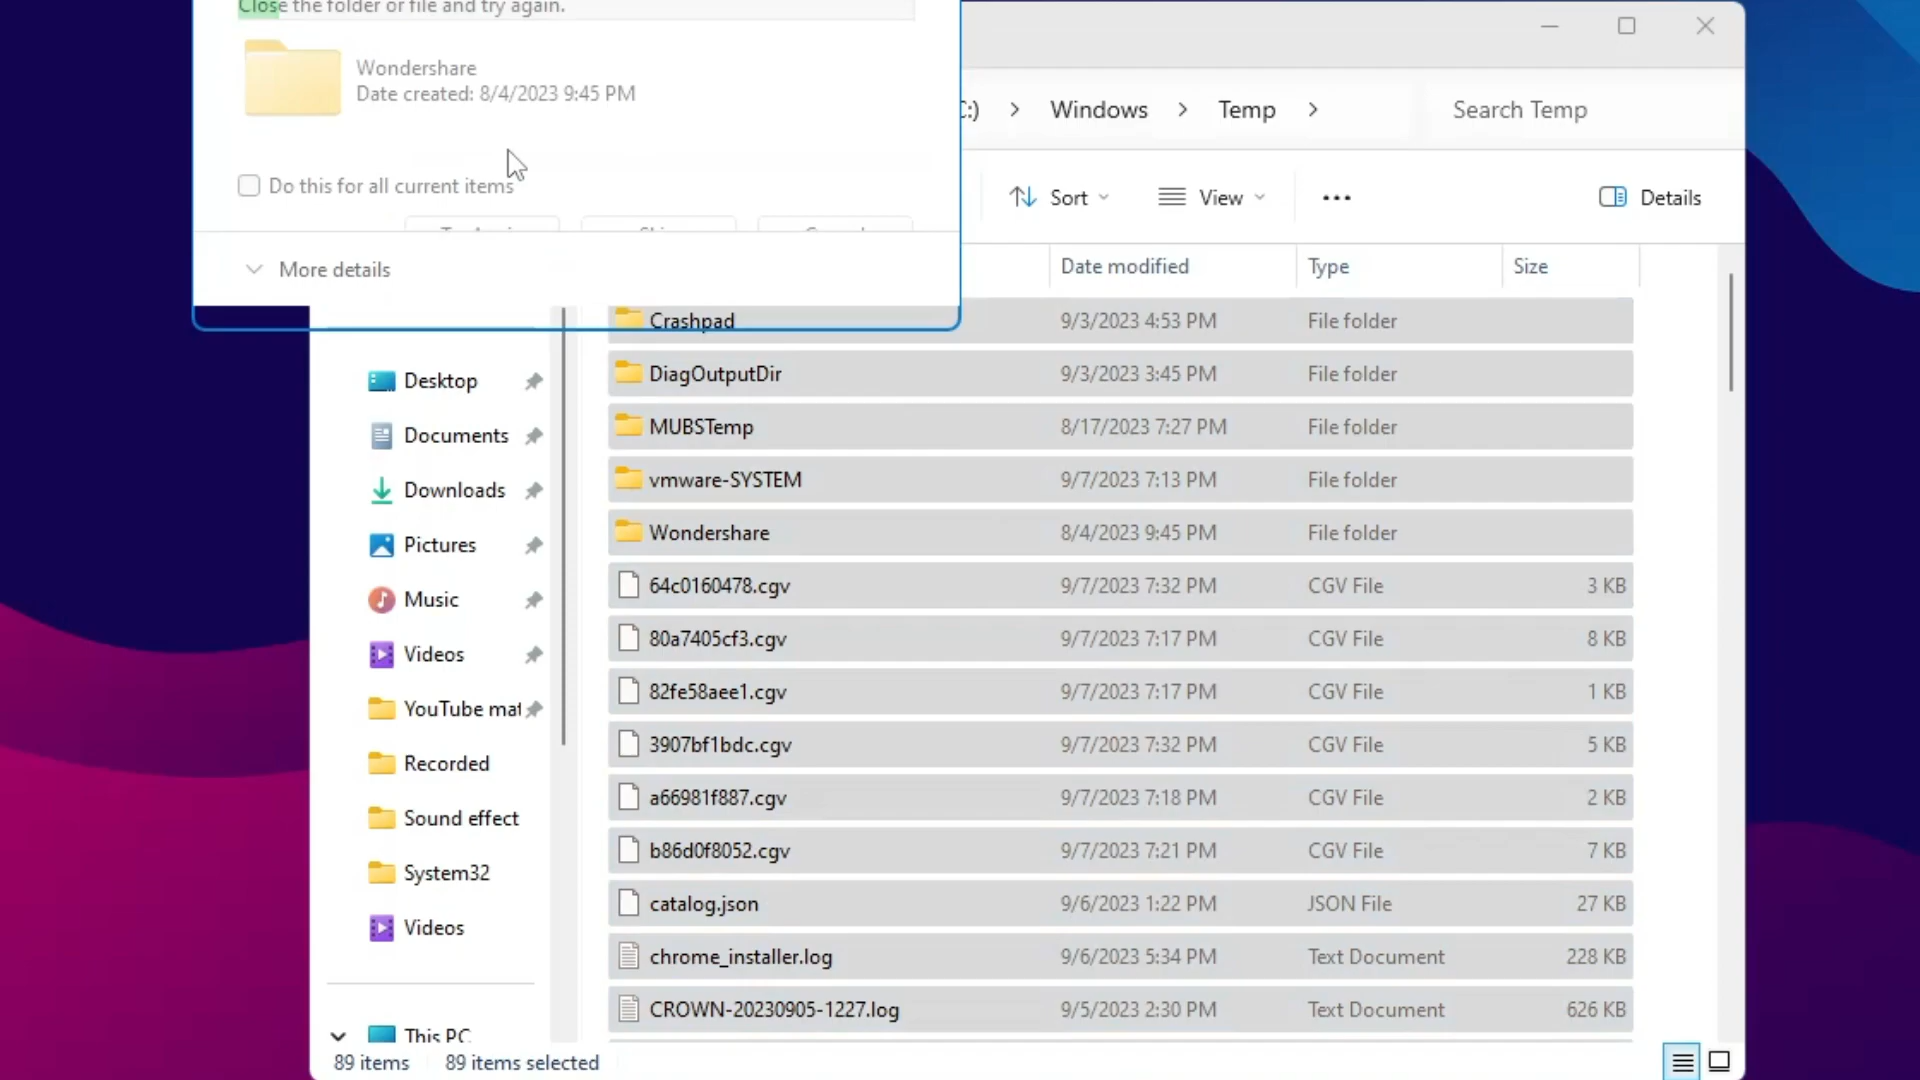 Close the folder or file and try again.
Wondershare
Date created: 8/4/2023 9:45 PM
Do this for all current items
More details
C:) > Windows > Temp >
Search Temp
Sort
View
Details
Date modified Type Size
Crashpad 9/3/2023 4:53 PM File folder
DiagOutputDir 9/3/2023 3:45 PM File folder
MUBSTemp 8/17/2023 7:27 PM File folder
vmware-SYSTEM 9/7/2023 7:13 PM File folder
Wondershare 8/4/2023 9:45 PM File folder
64c0160478.cgv 9/7/2023 7:32 PM CGV File 3 KB
80a7405cf3.cgv 9/7/2023 7:17 PM CGV File 8 KB
82fe58aee1.cgv 9/7/2023 7:17 PM CGV File 1 KB
3907bf1bdc.cgv 9/7/2023 7:32 PM CGV File 5 KB
a66981f887.cgv 9/7/2023 7:18 PM CGV File 2 KB
b86d0f8052.cgv 9/7/2023 7:21 PM CGV File 7 KB
catalog.json 9/6/2023 1:22 PM JSON File 27 KB
chrome_installer.log 9/6/2023 5:34 PM Text Document 228 KB
CROWN-20230905-1227.log 9/5/2023 2:30 PM Text Document 626 KB
Desktop
Documents
Downloads
Pictures
Music
Videos
YouTube mat
Recorded
Sound effect
System32
Videos
This PC
89 items 89 items selected